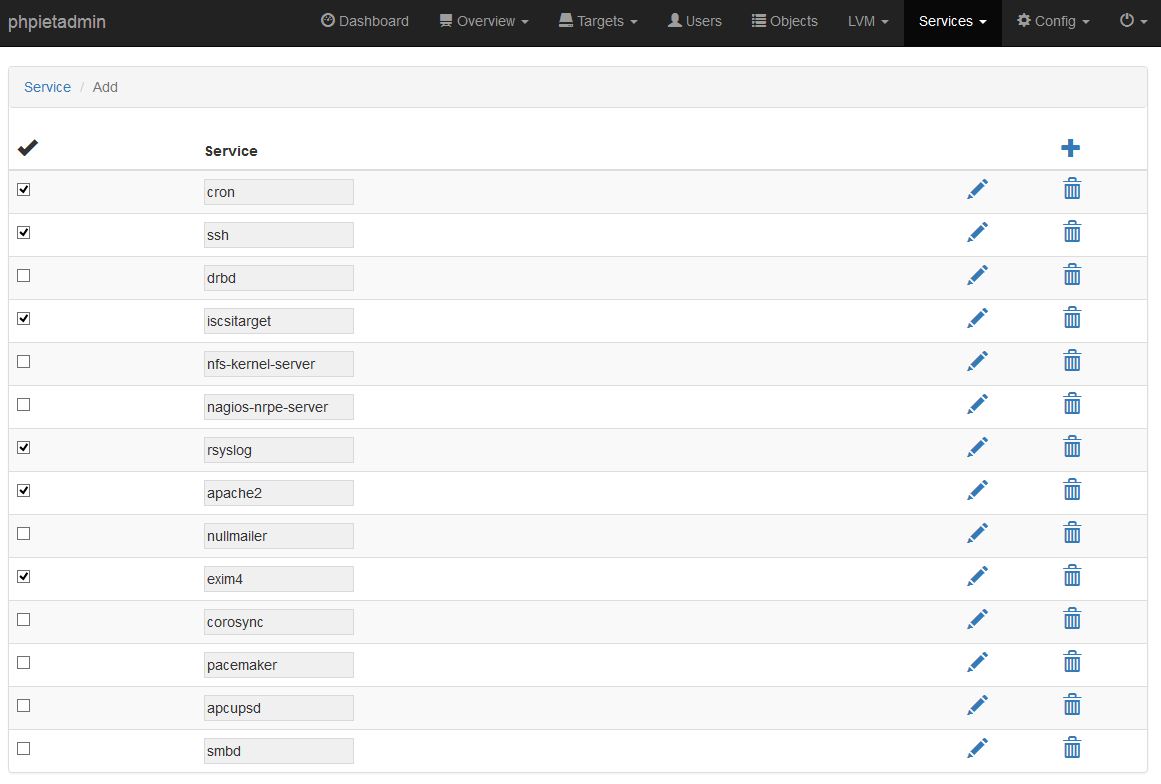 phpietadmin Dashboard Overview Targets Users Objects LVM Services Config
Service / Add
Service
cron
ssh
drbd
iscsitarget
nfs-kernel-server
nagios-nrpe-server
rsyslog
apache2
nullmailer
exim4
corosync
pacemaker
apcupsd
smbd